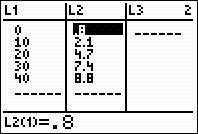 L1 L2 L3 2
0 .8 ------
10 2.1
20 4.7
30 7.4
40 8.8
------ ------
L2(1)=.8